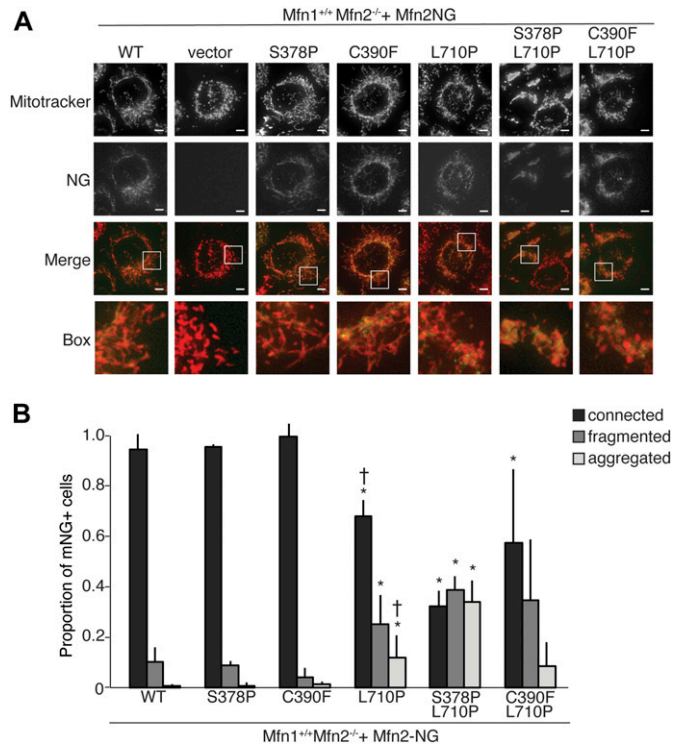 A
Mfn1+/+ Mfn2-/- + Mfn2NG
WT vector S378P C390F L710P S378P L710P C390F L710P
Mitotracker
NG
Merge
Box
B
connected
fragmented
aggregated
Proportion of mNG+ cells
1.0
0.8
0.6
0.4
0.2
0
†
*
*
†
*
*
*
*
*
WT S378P C390F L710P S378P L710P C390F L710P
Mfn1+/+Mfn2-/-+ Mfn2-NG